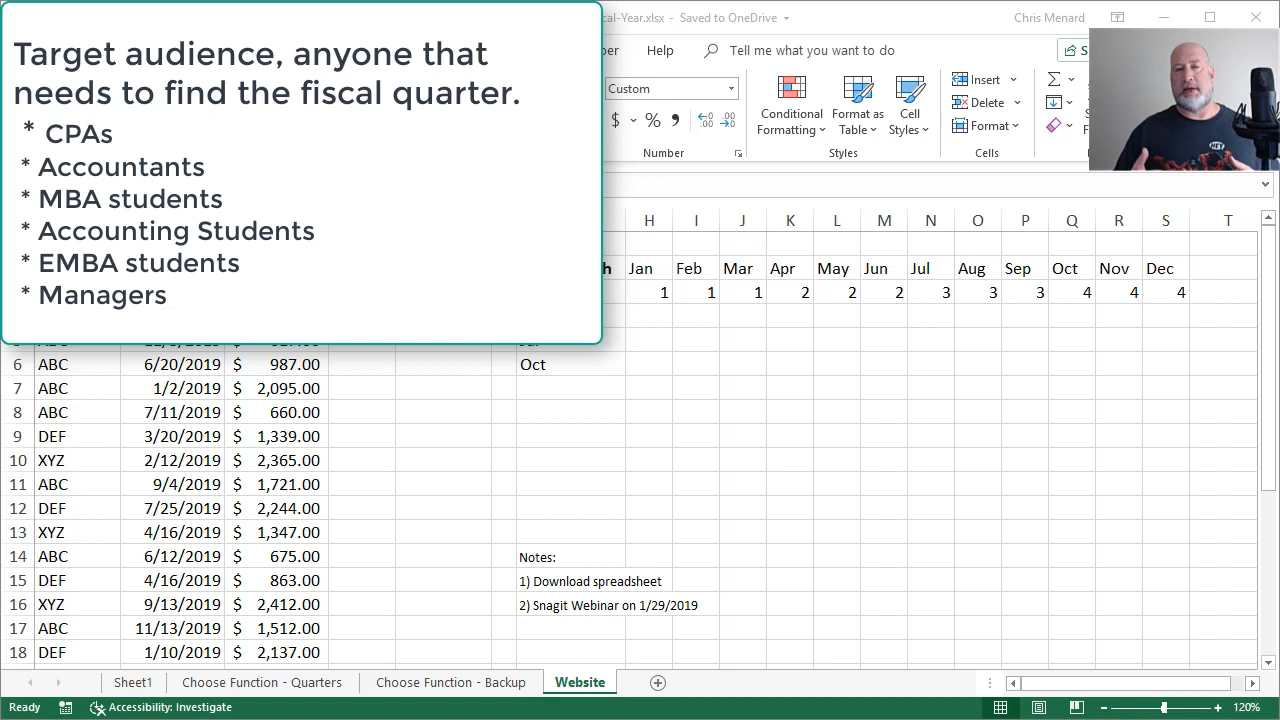 cal-Year.xlsx - Saved to OneDrive
Chris Menard
Target audience, anyone that
needs to find the fiscal quarter.
* CPAs
* Accountants
* MBA students
* Accounting Students
* EMBA students
* Managers
Help
Tell me what you want to do
Custom
$ %
Number
Conditional
Formatting
Format as
Table
Cell
Styles
Styles
Insert
Delete
Format
Cells
H I J K L M N O P Q R S T
Jan Feb Mar Apr May Jun Jul Aug Sep Oct Nov Dec
1 1 1 2 2 2 3 3 3 4 4 4
6 ABC 6/20/2019 $ 987.00 Oct
7 ABC 1/2/2019 $ 2,095.00
8 ABC 7/11/2019 $ 660.00
9 DEF 3/20/2019 $ 1,339.00
10 XYZ 2/12/2019 $ 2,365.00
11 ABC 9/4/2019 $ 1,721.00
12 DEF 7/25/2019 $ 2,244.00
13 XYZ 4/16/2019 $ 1,347.00
14 ABC 6/12/2019 $ 675.00 Notes:
15 DEF 4/16/2019 $ 863.00 1) Download spreadsheet
16 XYZ 9/13/2019 $ 2,412.00 2) Snagit Webinar on 1/29/2019
17 ABC 11/13/2019 $ 1,512.00
18 DEF 1/10/2019 $ 2,137.00
Sheet1 Choose Function - Quarters Choose Function - Backup Website
Ready Accessibility: Investigate 120%